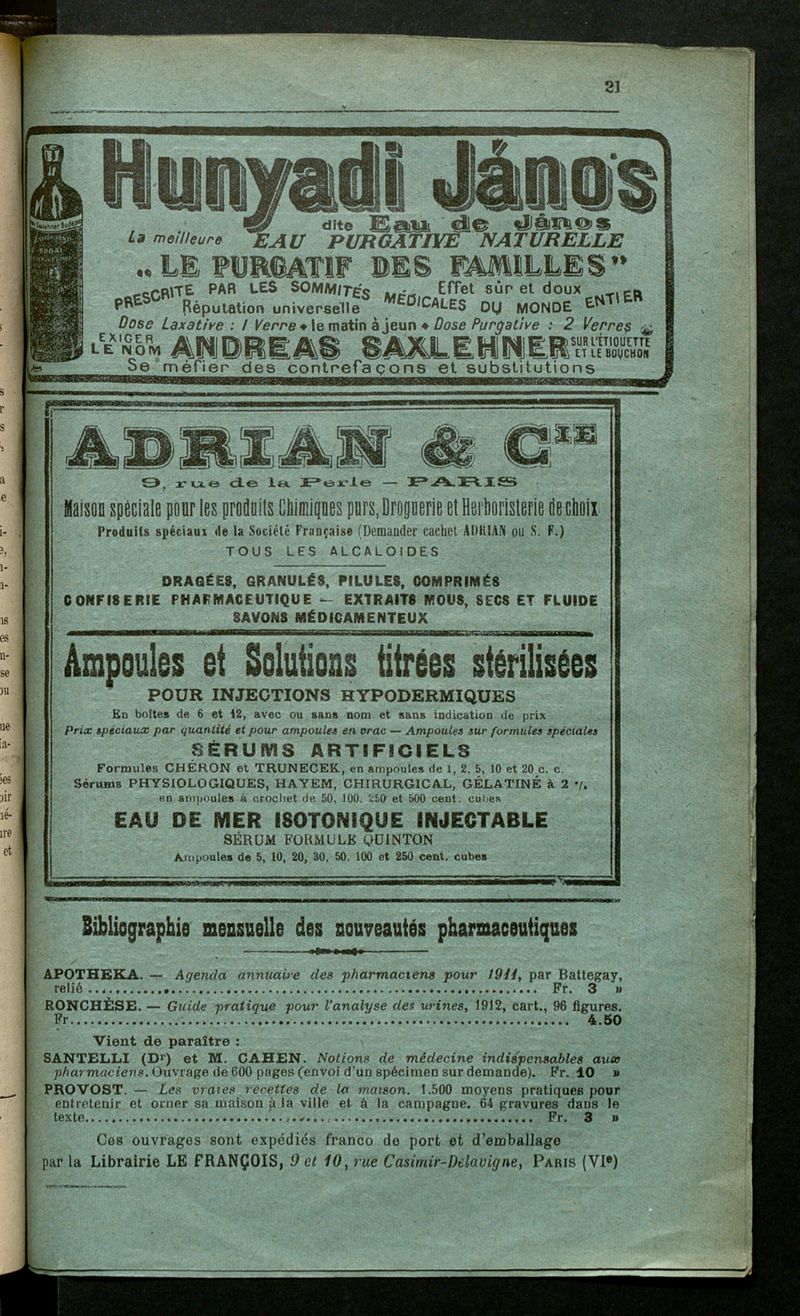 21
Hunyadi János
dite Eau de János
La meilleure EAU PURGATIVE NATURELLE
„ LE PURGATIF DES FAMILLES"
PRESCRITE PAR LES SOMMITÉS MÉDICALES DU MONDE ENTIER
Réputation universelle Effet sûr et doux
Dose Laxative : 1 Verre ♦ le matin à jeun ♦ Dose Purgative : 2 Verres
EXIGER LE NOM ANDREAS SAXLEHNER SUR L'ÉTIQUETTE ET LE BOUCHON
Se méfier des contrefaçons et substitutions
ADRIAN & CIE
9, rue de la Perle — PARIS
Maison spéciale pour les produits Chimiques purs, Droguerie et Herboristerie de choix
Produits spéciaux de la Société Française (Demander cachet ADRIAN ou S. F.)
TOUS LES ALCALOIDES
DRAGÉES, GRANULÉS, PILULES, COMPRIMÉS
CONFISERIE PHARMACEUTIQUE — EXTRAITS MOUS, SECS ET FLUIDE
SAVONS MÉDICAMENTEUX
Ampoules et Solutions titrées stérilisées
POUR INJECTIONS HYPODERMIQUES
En boîtes de 6 et 12, avec ou sans nom et sans indication de prix
Prix spéciaux par quantité et pour ampoules en vrac — Ampoules sur formules spéciales
SÉRUMS ARTIFICIELS
Formules CHÉRON et TRUNECEK, en ampoules de 1, 2, 5, 10 et 20 c. c.
Sérums PHYSIOLOGIQUES, HAYEM, CHIRURGICAL, GÉLATINÉ à 2 %
en ampoules à crochet de 50, 100, 250 et 500 cent. cubes
EAU DE MER ISOTONIQUE INJECTABLE
SÉRUM FORMULE QUINTON
Ampoules de 5, 10, 20, 30, 50, 100 et 250 cent. cubes
Bibliographie mensuelle des nouveautés pharmaceutiques
APOTHEKA. — Agenda annuaire des pharmaciens pour 1911, par Battegay,
relié ........ Fr. 3 »
RONCHÈSE. — Guide pratique pour l'analyse des urines, 1912, cart., 96 figures.
Fr........ 4.50
Vient de paraître :
SANTELLI (Dr) et M. CAHEN. Notions de médecine indispensables aux
pharmaciens. Ouvrage de 600 pages (envoi d'un spécimen sur demande). Fr. 10 »
PROVOST. — Les vraies recettes de la maison. 1.500 moyens pratiques pour
entretenir et orner sa maison à la ville et à la campagne. 64 gravures dans le
texte........ Fr. 3 »
Ces ouvrages sont expédiés franco de port et d'emballage
par la Librairie LE FRANÇOIS, 9 et 10, rue Casimir-Delavigne, PARIS (VIe)